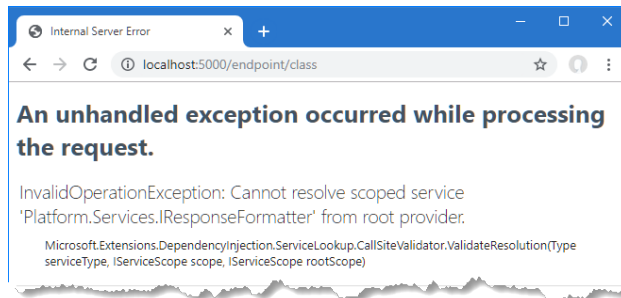 Internal Server Error
localhost:5000/endpoint/class
An unhandled exception occurred while processing
the request.
InvalidOperationException: Cannot resolve scoped service
'Platform.Services.IResponseFormatter' from root provider.
Microsoft.Extensions.DependencyInjection.ServiceLookup.CallSiteValidator.ValidateResolution(Type
serviceType, IServiceScope scope, IServiceScope rootScope)